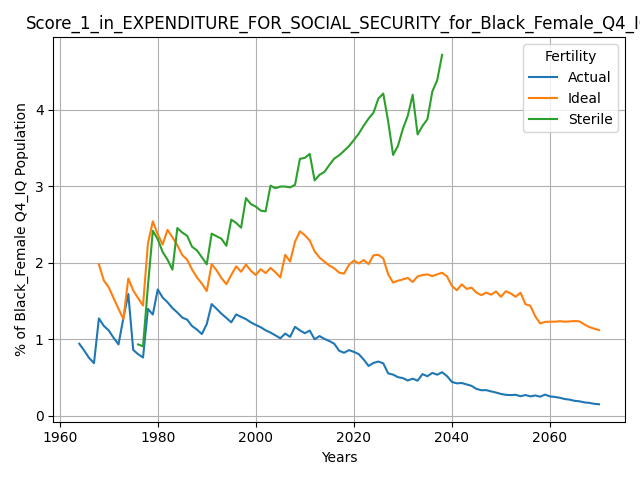 Score_1_in_EXPENDITURE_FOR_SOCIAL_SECURITY_for_Black_Female_Q4_I
Fertility
Actual
Ideal
Sterile
% of Black_Female Q4_IQ Population
4
3
2
1
0
1960 1980 2000 2020 2040 2060
Years